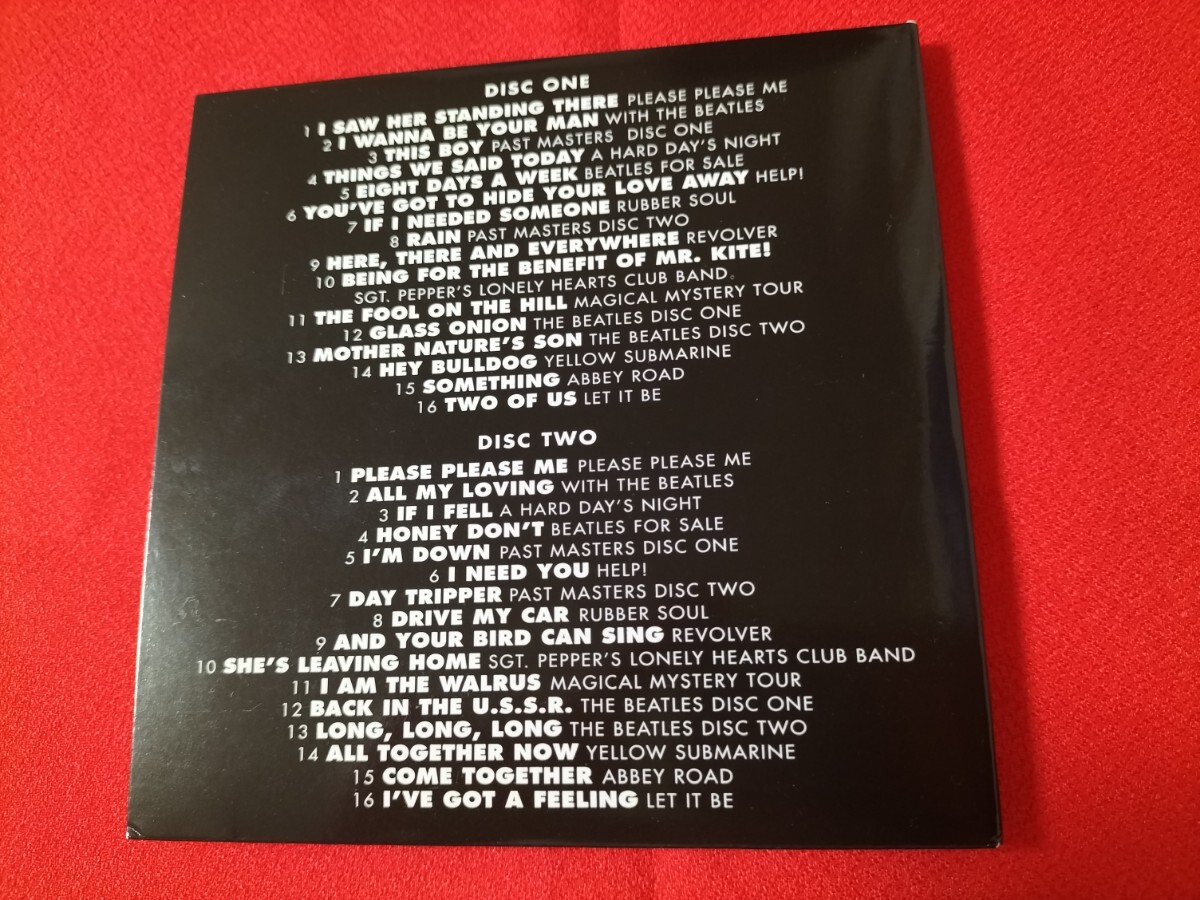 DISC ONE
1 I SAW HER STANDING THERE PLEASE PLEASE ME
2 I WANNA BE YOUR MAN WITH THE BEATLES
3 THIS BOY PAST MASTERS DISC ONE
4 THINGS WE SAID TODAY A HARD DAY'S NIGHT
5 EIGHT DAYS A WEEK BEATLES FOR SALE
6 YOU'VE GOT TO HIDE YOUR LOVE AWAY HELP!
7 IF I NEEDED SOMEONE RUBBER SOUL
8 RAIN PAST MASTERS DISC TWO
9 HERE, THERE AND EVERYWHERE REVOLVER
10 BEING FOR THE BENEFIT OF MR. KITE!
SGT. PEPPER'S LONELY HEARTS CLUB BAND
11 THE FOOL ON THE HILL MAGICAL MYSTERY TOUR
12 GLASS ONION THE BEATLES DISC ONE
13 MOTHER NATURE'S SON THE BEATLES DISC TWO
14 HEY BULLDOG YELLOW SUBMARINE
15 SOMETHING ABBEY ROAD
16 TWO OF US LET IT BE
DISC TWO
1 PLEASE PLEASE ME PLEASE PLEASE ME
2 ALL MY LOVING WITH THE BEATLES
3 IF I FELL A HARD DAY'S NIGHT
4 HONEY DON'T BEATLES FOR SALE
5 I'M DOWN PAST MASTERS DISC ONE
6 I NEED YOU HELP!
7 DAY TRIPPER PAST MASTERS DISC TWO
8 DRIVE MY CAR RUBBER SOUL
9 AND YOUR BIRD CAN SING REVOLVER
10 SHE'S LEAVING HOME SGT. PEPPER'S LONELY HEARTS CLUB BAND
11 I AM THE WALRUS MAGICAL MYSTERY TOUR
12 BACK IN THE U.S.S.R. THE BEATLES DISC ONE
13 LONG, LONG, LONG THE BEATLES DISC TWO
14 ALL TOGETHER NOW YELLOW SUBMARINE
15 COME TOGETHER ABBEY ROAD
16 I'VE GOT A FEELING LET IT BE